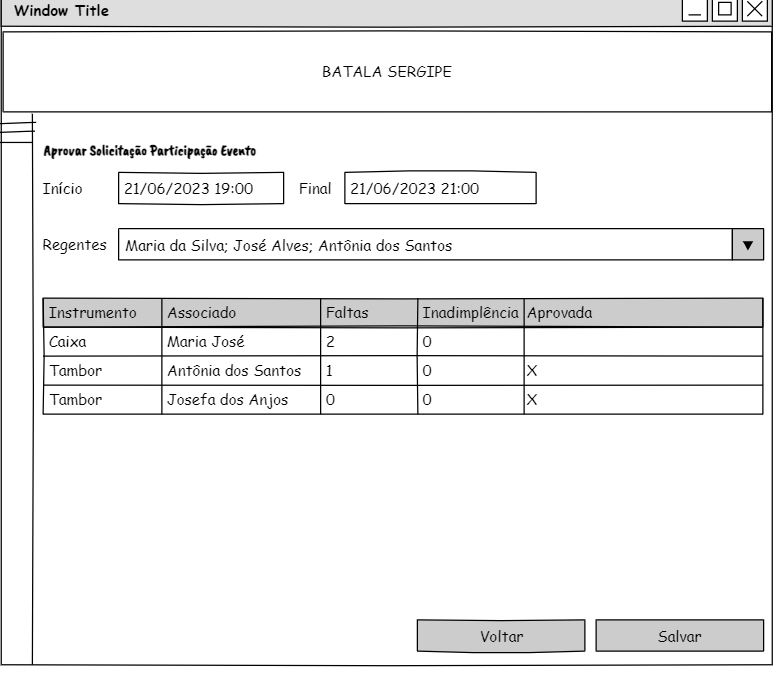 Window Title
BATALA SERGIPE
Aprovar Solicitação Participação Evento
Início 21/06/2023 19:00 Final 21/06/2023 21:00
Regentes Maria da Silva; José Alves; Antônia dos Santos
Instrumento Associado Faltas Inadimplência Aprovada
Caixa Maria José 2 0
Tambor Antônia dos Santos 1 0 X
Tambor Josefa dos Anjos 0 0 X
Voltar Salvar